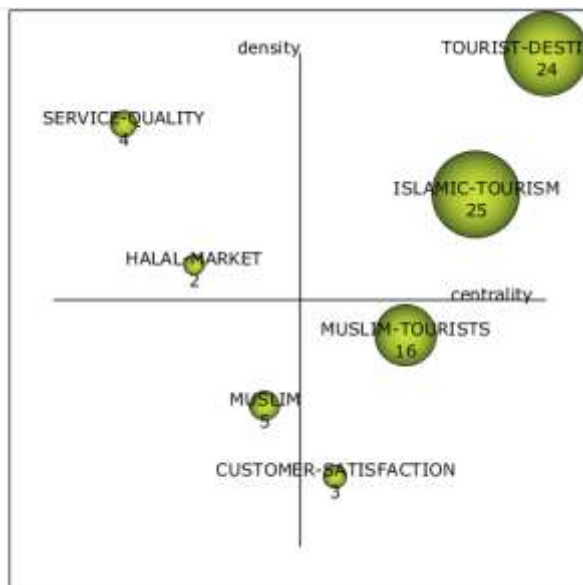 TOURIST-DESTI
24
density
SERVICE-QUALITY
4
ISLAMIC-TOURISM
25
HALAL-MARKET
2
centrality
MUSLIM-TOURISTS
16
MUSLIM
5
CUSTOMER-SATISFACTION
3